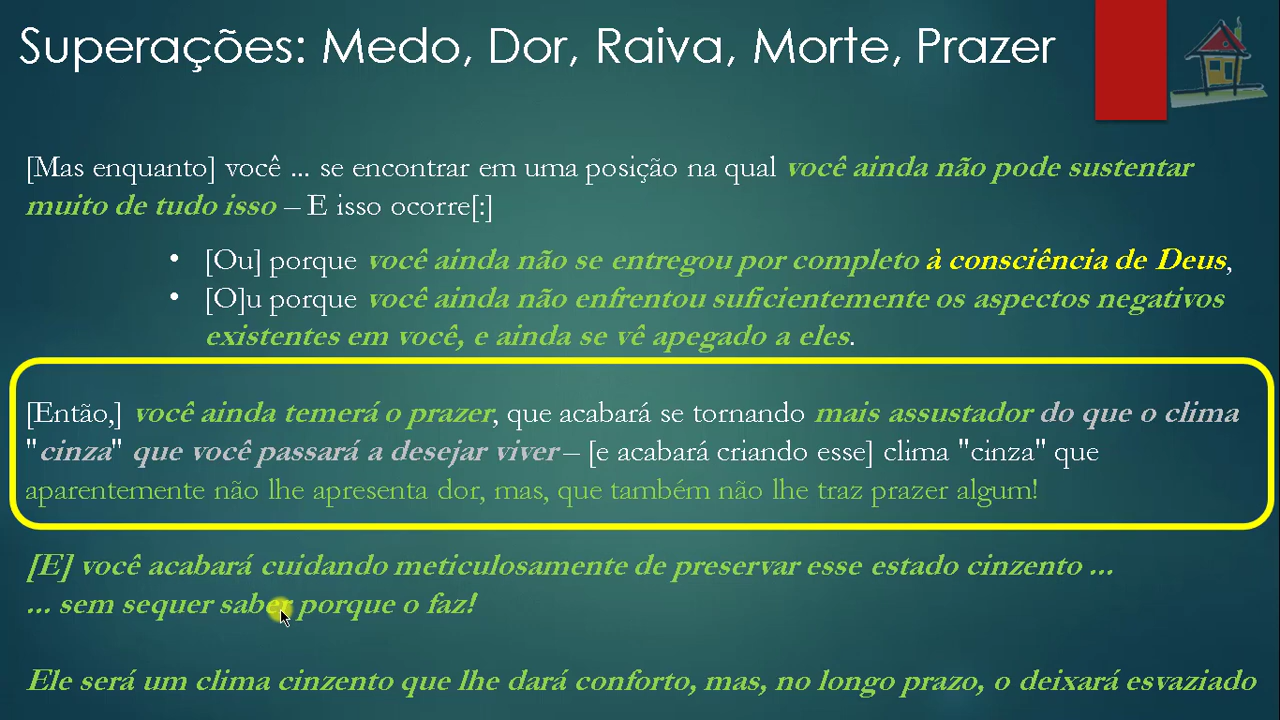 Superações: Medo, Dor, Raiva, Morte, Prazer
[Mas enquanto] você ... se encontrar em uma posição na qual você ainda não pode sustentar
muito de tudo isso – E isso ocorre[:]
• [Ou] porque você ainda não se entregou por completo à consciência de Deus,
• [O]u porque você ainda não enfrentou suficientemente os aspectos negativos
existentes em você, e ainda se vê apegado a eles.
[Então,] você ainda temerá o prazer, que acabará se tornando mais assustador do que o clima
"cinza" que você passará a desejar viver – [e acabará criando esse] clima "cinza" que
aparentemente não lhe apresenta dor, mas, que também não lhe traz prazer algum!
[E] você acabará cuidando meticulosamente de preservar esse estado cinzento ...
... sem sequer saber porque o faz!
Ele será um clima cinzento que lhe dará conforto, mas, no longo prazo, o deixará esvaziado